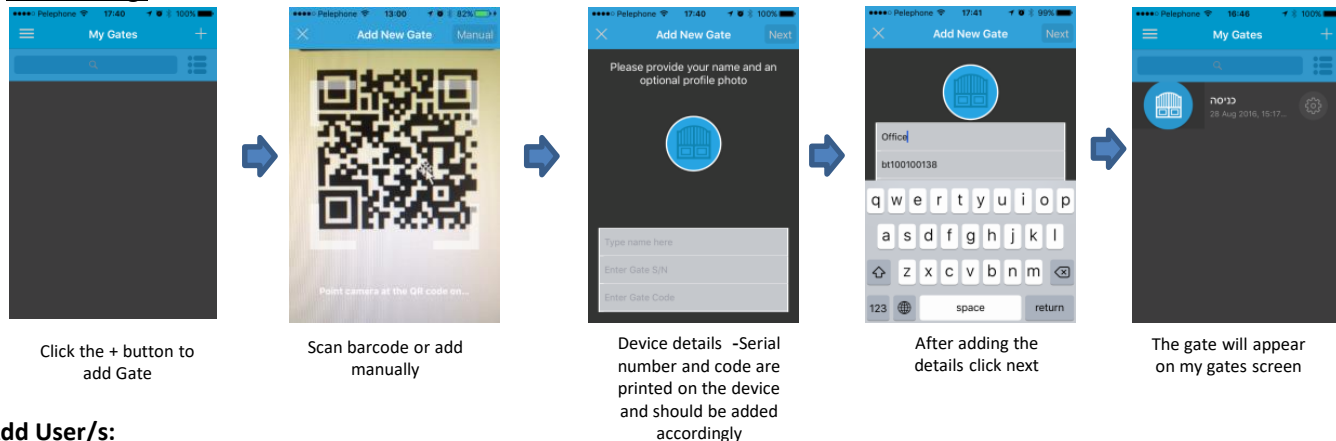 Pelephone 17:40 100%
My Gates +
Pelephone 13:00 82%
Add New Gate Manual
Point camera at the QR code on...
Pelephone 17:40 100%
Add New Gate Next
Please provide your name and an
optional profile photo
Type name here
Enter Gate S/N
Enter Gate Code
Pelephone 17:41 99%
Add New Gate Next
Office
bt100100138
q w e r t y u i o p
a s d f g h j k l
z x c v b n m
123 space return
Pelephone 16:46 100%
My Gates +
כניסה
28 Aug 2016, 15:17...
Click the + button to
add Gate
Scan barcode or add
manually
Device details -Serial
number and code are
printed on the device
and should be added
accordingly
After adding the
details click next
The gate will appear
on my gates screen
dd User/s: